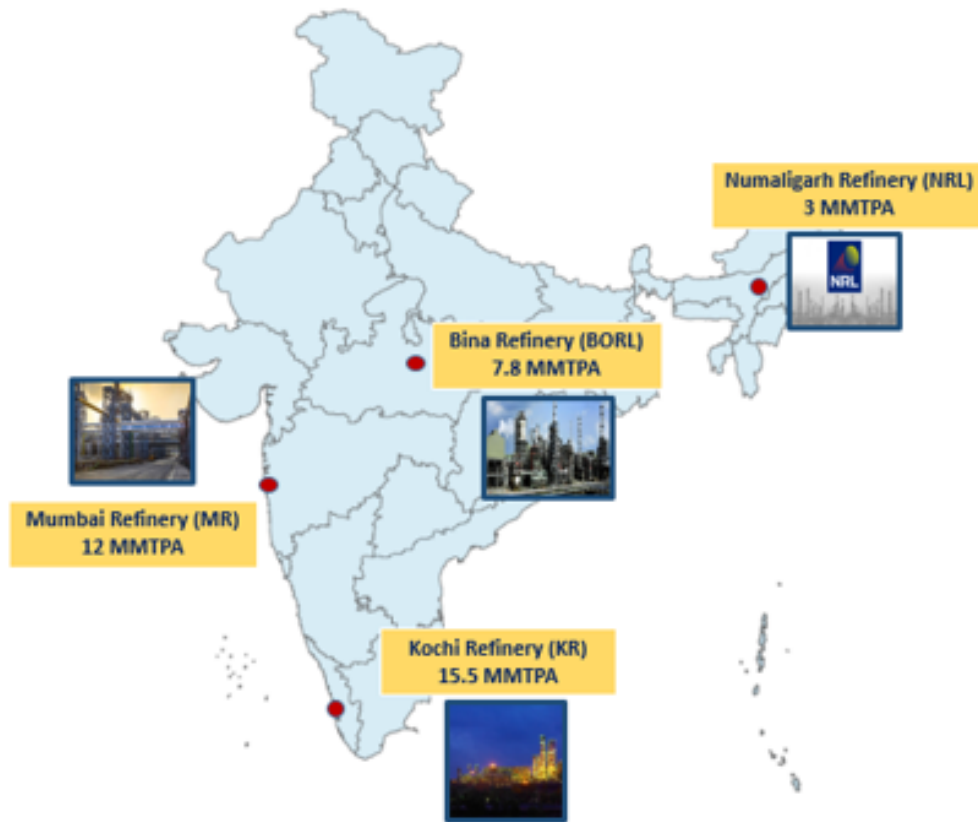 Numaligarh Refinery (NRL)
3 MMTPA
NRL
Bina Refinery (BORL)
7.8 MMTPA
Mumbai Refinery (MR)
12 MMTPA
Kochi Refinery (KR)
15.5 MMTPA